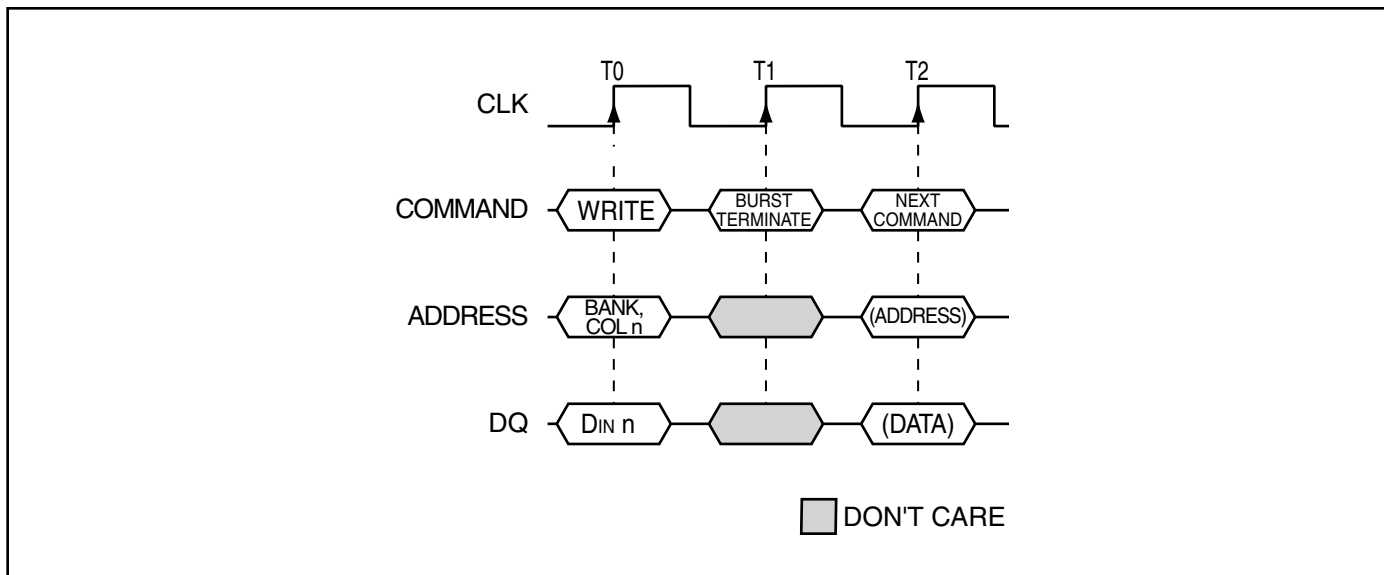 T0 T1 T2
CLK
COMMAND WRITE BURST TERMINATE NEXT COMMAND
ADDRESS BANK, COL n (ADDRESS)
DQ DIN n (DATA)
DON'T CARE